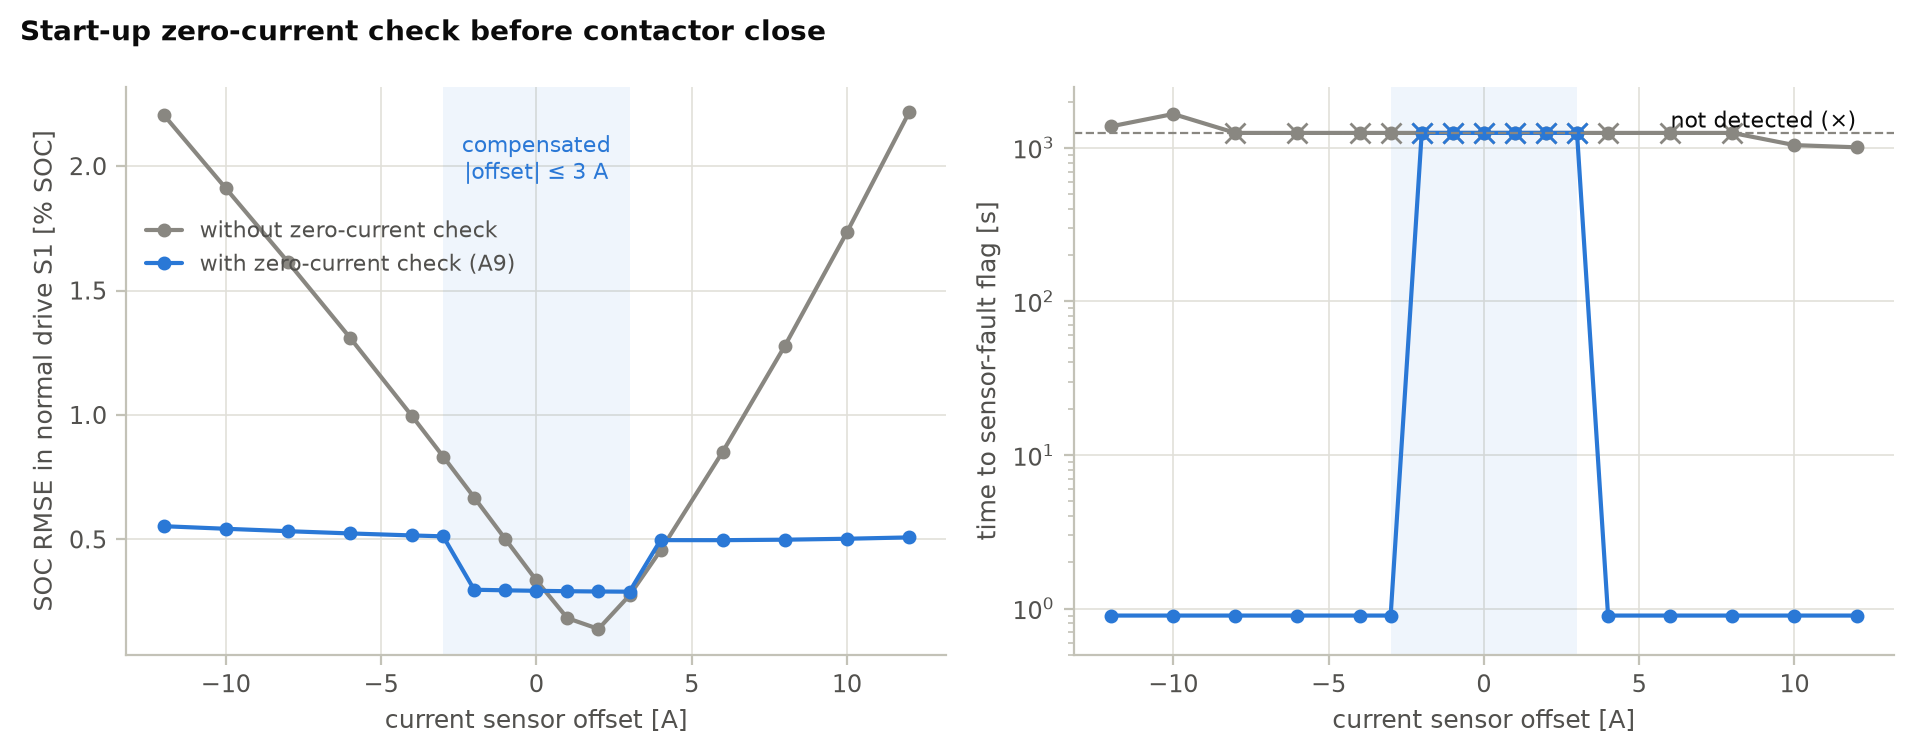 Start-up zero-current check before contactor close
SOC RMSE in normal drive S1 [% SOC]
2.0
1.5
1.0
0.5
compensated
|offset| ≤ 3 A
without zero-current check
with zero-current check (A9)
−10
−5
0
5
10
current sensor offset [A]
time to sensor-fault flag [s]
10³
10²
10¹
10⁰
not detected (×)
−10
−5
0
5
10
current sensor offset [A]